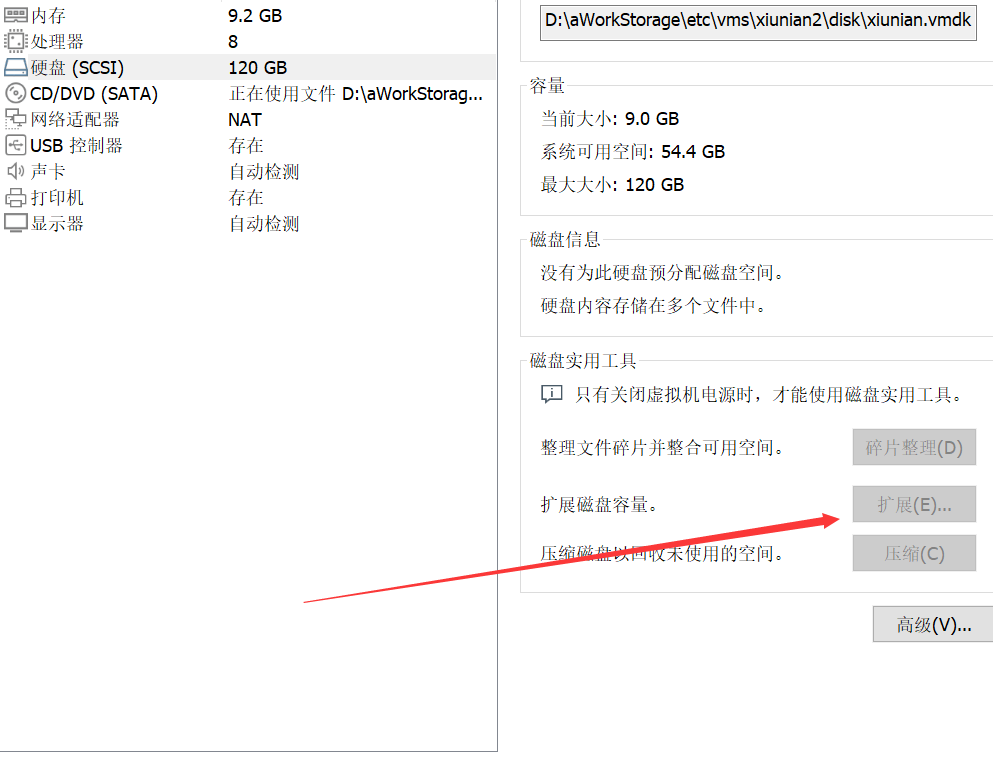 内存 9.2 GB
处理器 8
硬盘 (SCSI) 120 GB
CD/DVD (SATA) 正在使用文件 D:\aWorkStorag...
网络适配器 NAT
USB 控制器 存在
声卡 自动检测
打印机 存在
显示器 自动检测
D:\aWorkStorage\etc\vms\xiunian2\disk\xiunian.vmdk
容量
当前大小: 9.0 GB
系统可用空间: 54.4 GB
最大大小: 120 GB
磁盘信息
没有为此硬盘预分配磁盘空间。
硬盘内容存储在多个文件中。
磁盘实用工具
只有关闭虚拟机电源时，才能使用磁盘实用工具。
整理文件碎片并整合可用空间。 碎片整理(D)
扩展磁盘容量。 扩展(E)...
压缩磁盘以回收未使用的空间。 压缩(C)
高级(V)...